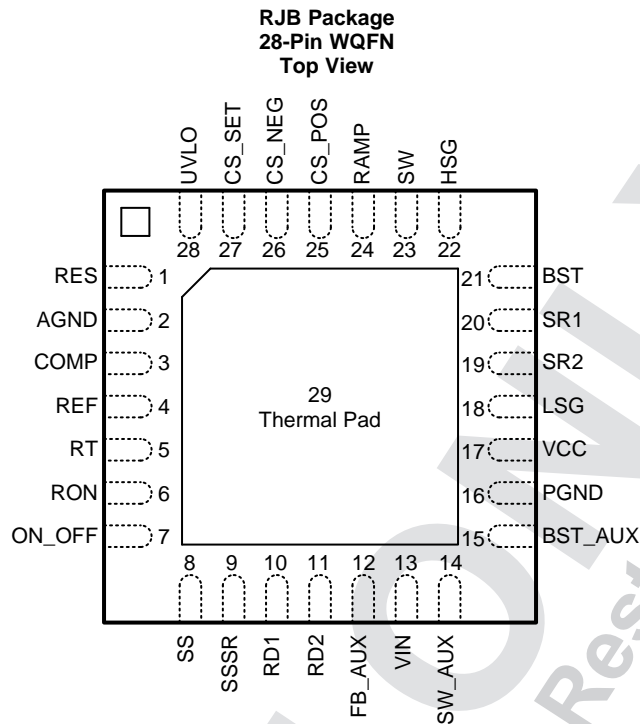 RJB Package
28-Pin WQFN
Top View
UVLO
CS_SET
CS_NEG
CS_POS
RAMP
SW
HSG
28 27 26 25 24 23 22
RES 1
AGND 2
COMP 3
REF 4
RT 5
RON 6
ON_OFF 7
29
Thermal Pad
21 BST
20 SR1
19 SR2
18 LSG
17 VCC
16 PGND
15 BST_AUX
8 9 10 11 12 13 14
SS
SSSR
RD1
RD2
FB_AUX
VIN
SW_AUX